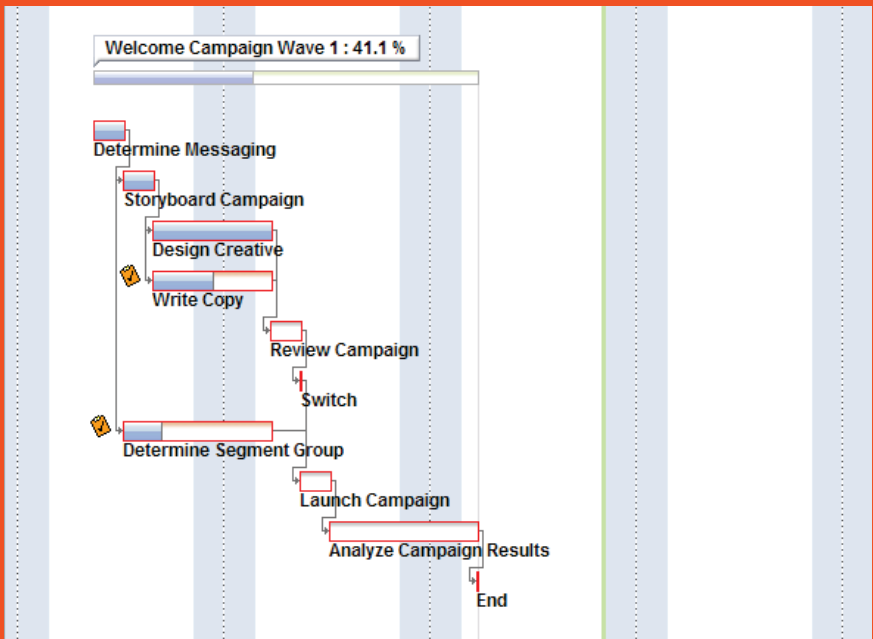 Welcome Campaign Wave 1 : 41.1 %
Determine Messaging
Storyboard Campaign
Design Creative
Write Copy
Review Campaign
Switch
Determine Segment Group
Launch Campaign
Analyze Campaign Results
End